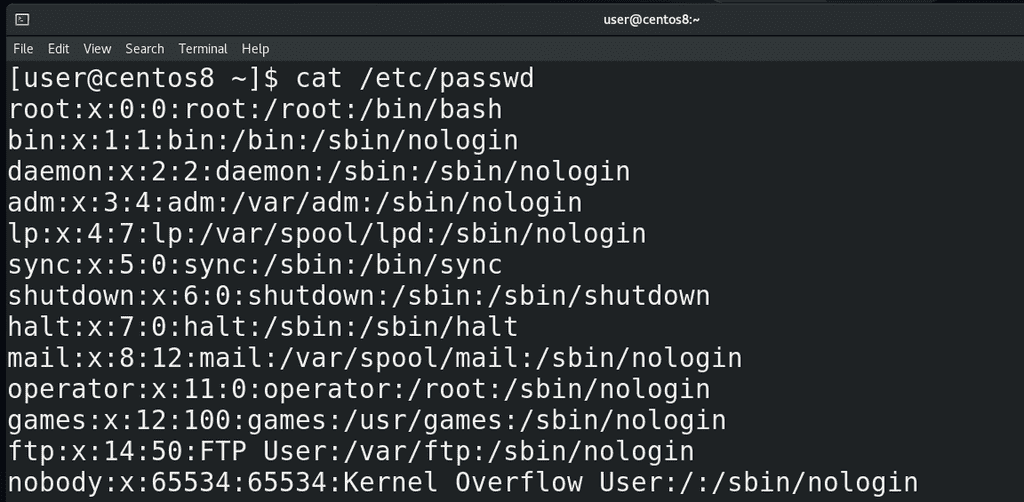 user@centos8:~
File Edit View Search Terminal Help
[user@centos8 ~]$ cat /etc/passwd
root:x:0:0:root:/root:/bin/bash
bin:x:1:1:bin:/bin:/sbin/nologin
daemon:x:2:2:daemon:/sbin:/sbin/nologin
adm:x:3:4:adm:/var/adm:/sbin/nologin
lp:x:4:7:lp:/var/spool/lpd:/sbin/nologin
sync:x:5:0:sync:/sbin:/bin/sync
shutdown:x:6:0:shutdown:/sbin:/sbin/shutdown
halt:x:7:0:halt:/sbin:/sbin/halt
mail:x:8:12:mail:/var/spool/mail:/sbin/nologin
operator:x:11:0:operator:/root:/sbin/nologin
games:x:12:100:games:/usr/games:/sbin/nologin
ftp:x:14:50:FTP User:/var/ftp:/sbin/nologin
nobody:x:65534:65534:Kernel Overflow User:/:/sbin/nologin